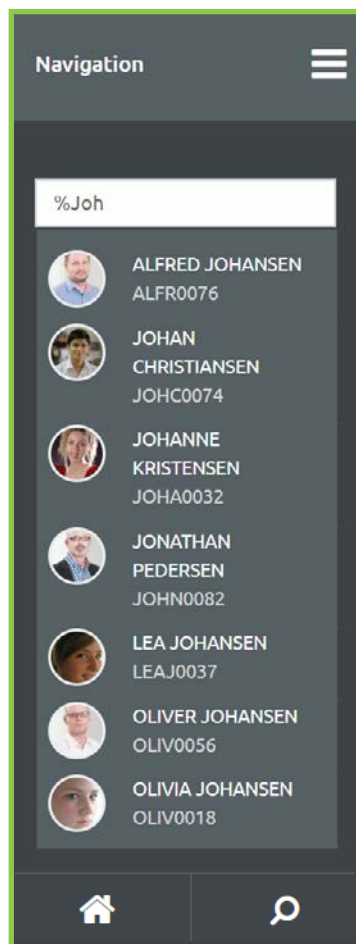 Navigation
%Joh
ALFRED JOHANSEN
ALFR0076
JOHAN
CHRISTIANSEN
JOHC0074
JOHANNE
KRISTENSEN
JOHA0032
JONATHAN
PEDERSEN
JOHN0082
LEA JOHANSEN
LEAJ0037
OLIVER JOHANSEN
OLIV0056
OLIVIA JOHANSEN
OLIV0018